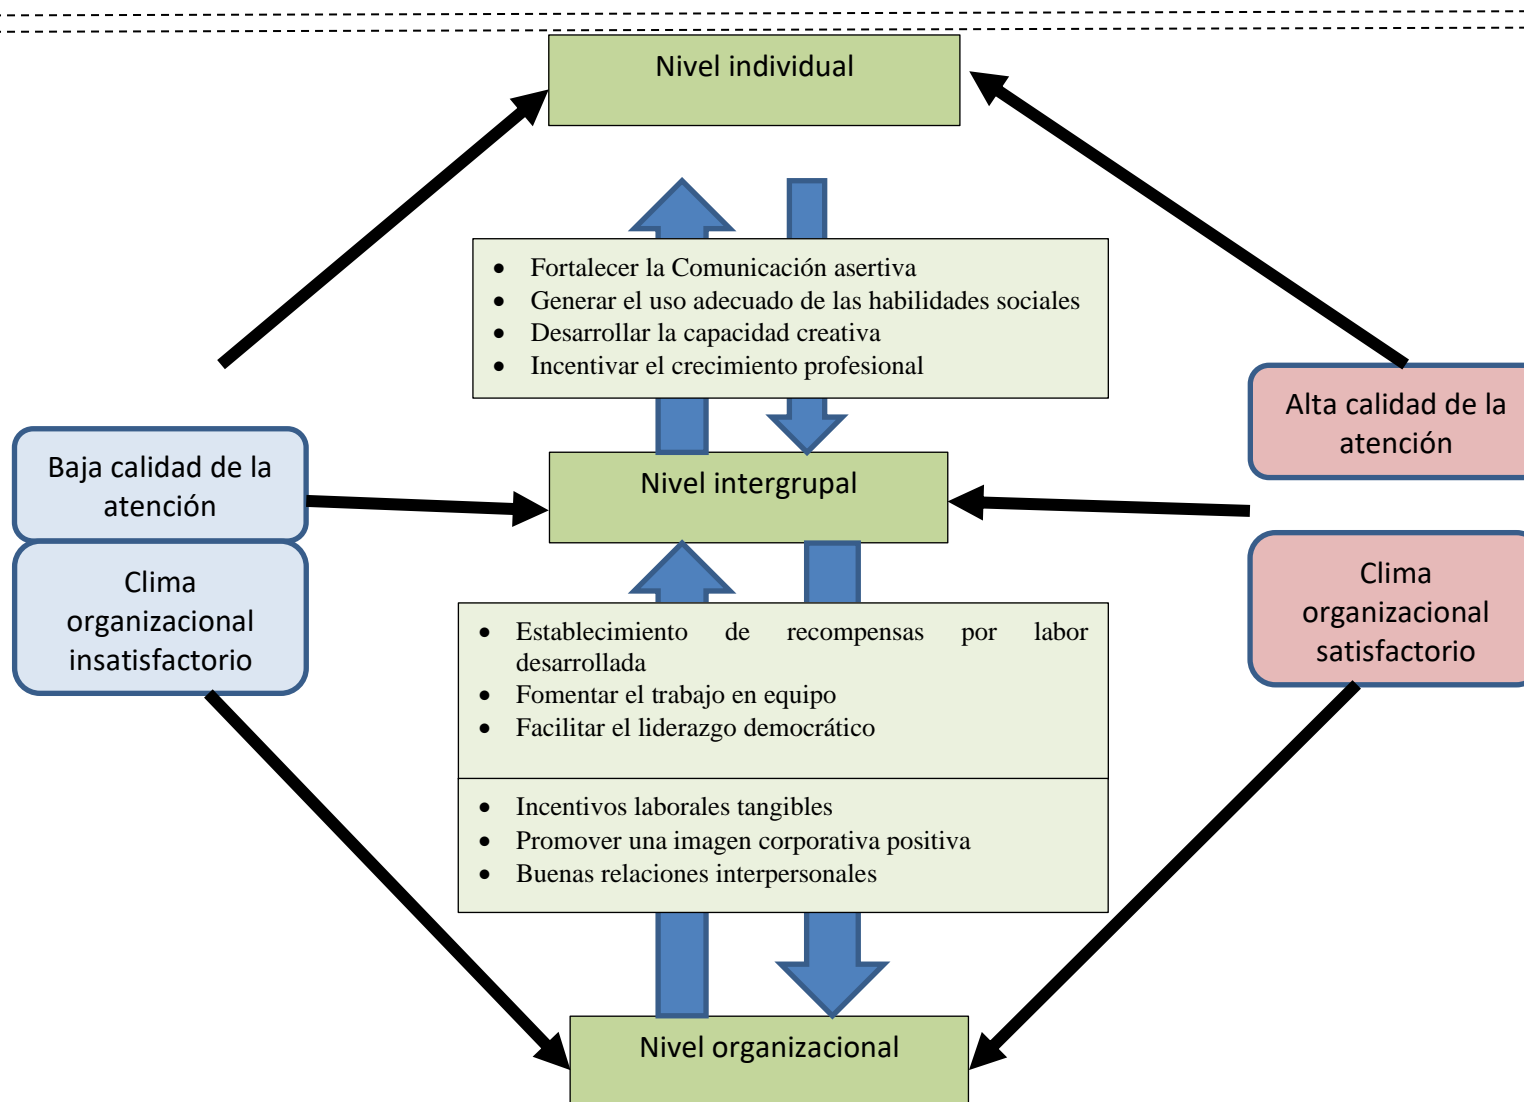 Nivel individual
• Fortalecer la Comunicación asertiva
• Generar el uso adecuado de las habilidades sociales
• Desarrollar la capacidad creativa
• Incentivar el crecimiento profesional
Alta calidad de la
atención
Baja calidad de la
atención
Nivel intergrupal
Clima
organizacional
insatisfactorio
Clima
organizacional
satisfactorio
• Establecimiento de recompensas por labor
desarrollada
• Fomentar el trabajo en equipo
• Facilitar el liderazgo democrático
• Incentivos laborales tangibles
• Promover una imagen corporativa positiva
• Buenas relaciones interpersonales
Nivel organizacional